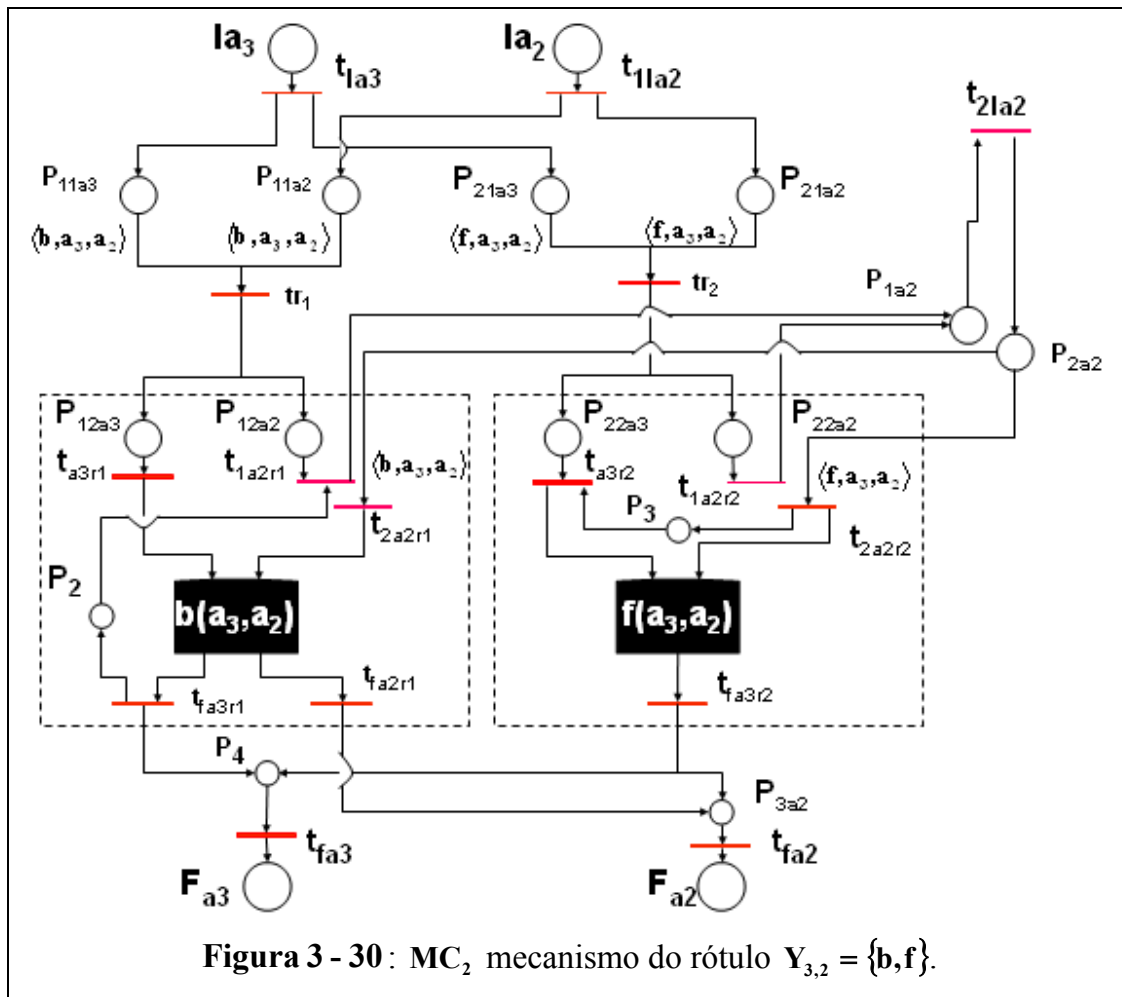 Ia3 Ia2
tIa3 t1Ia2
t2Ia2
P11a3 P11a2 P21a3 P21a2
⟨b,a3,a2⟩ ⟨b,a3,a2⟩ ⟨f,a3,a2⟩ ⟨f,a3,a2⟩
tr1 tr2 P1a2
P2a2
P12a3 P12a2 P22a3 P22a2
ta3r1 t1a2r1 ⟨b,a3,a2⟩ ta3r2 t1a2r2 ⟨f,a3,a2⟩
t2a2r1 P3 t2a2r2
P2
b(a3,a2) f(a3,a2)
tfa3r1 tfa2r1 tfa3r2
P4
P3a2
tfa3 tfa2
Fa3 Fa2
Figura 3 - 30: MC2 mecanismo do rótulo Y3,2 = {b,f}.